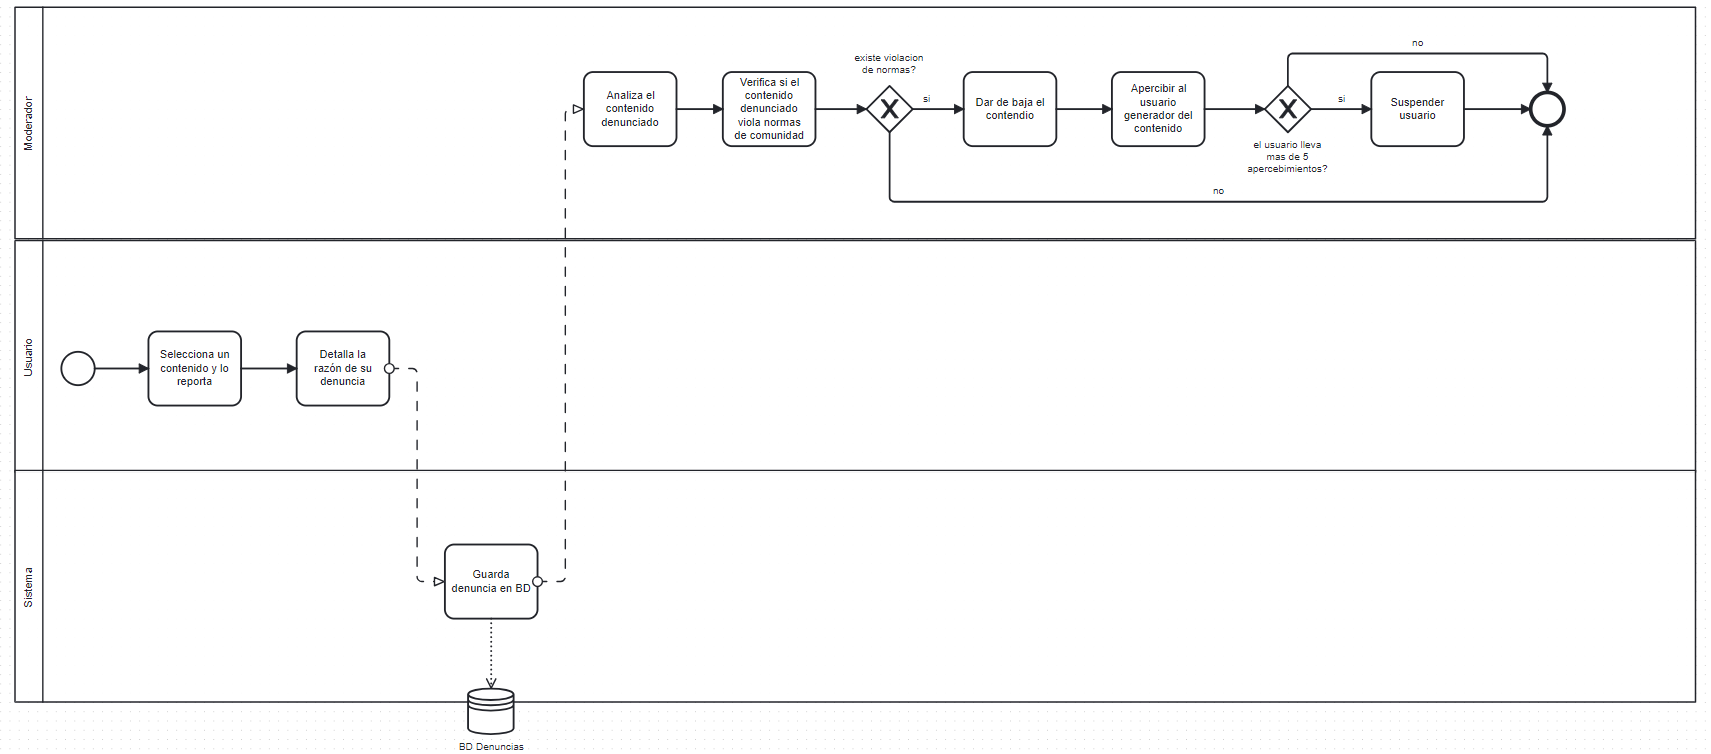 Moderador
Analiza el
contenido
denunciado
Verifica si el
contenido
denunciado
viola normas
de comunidad
existe violacion
de normas?
si
Dar de baja el
contendio
Apercibir al
usuario
generador del
contenido
el usuario lleva
mas de 5
apercebimientos?
si
Suspender
usuario
no
no
Usuario
Selecciona un
contenido y lo
reporta
Detalla la
razón de su
denuncia
Sistema
Guarda
denuncia en BD
BD Denuncias